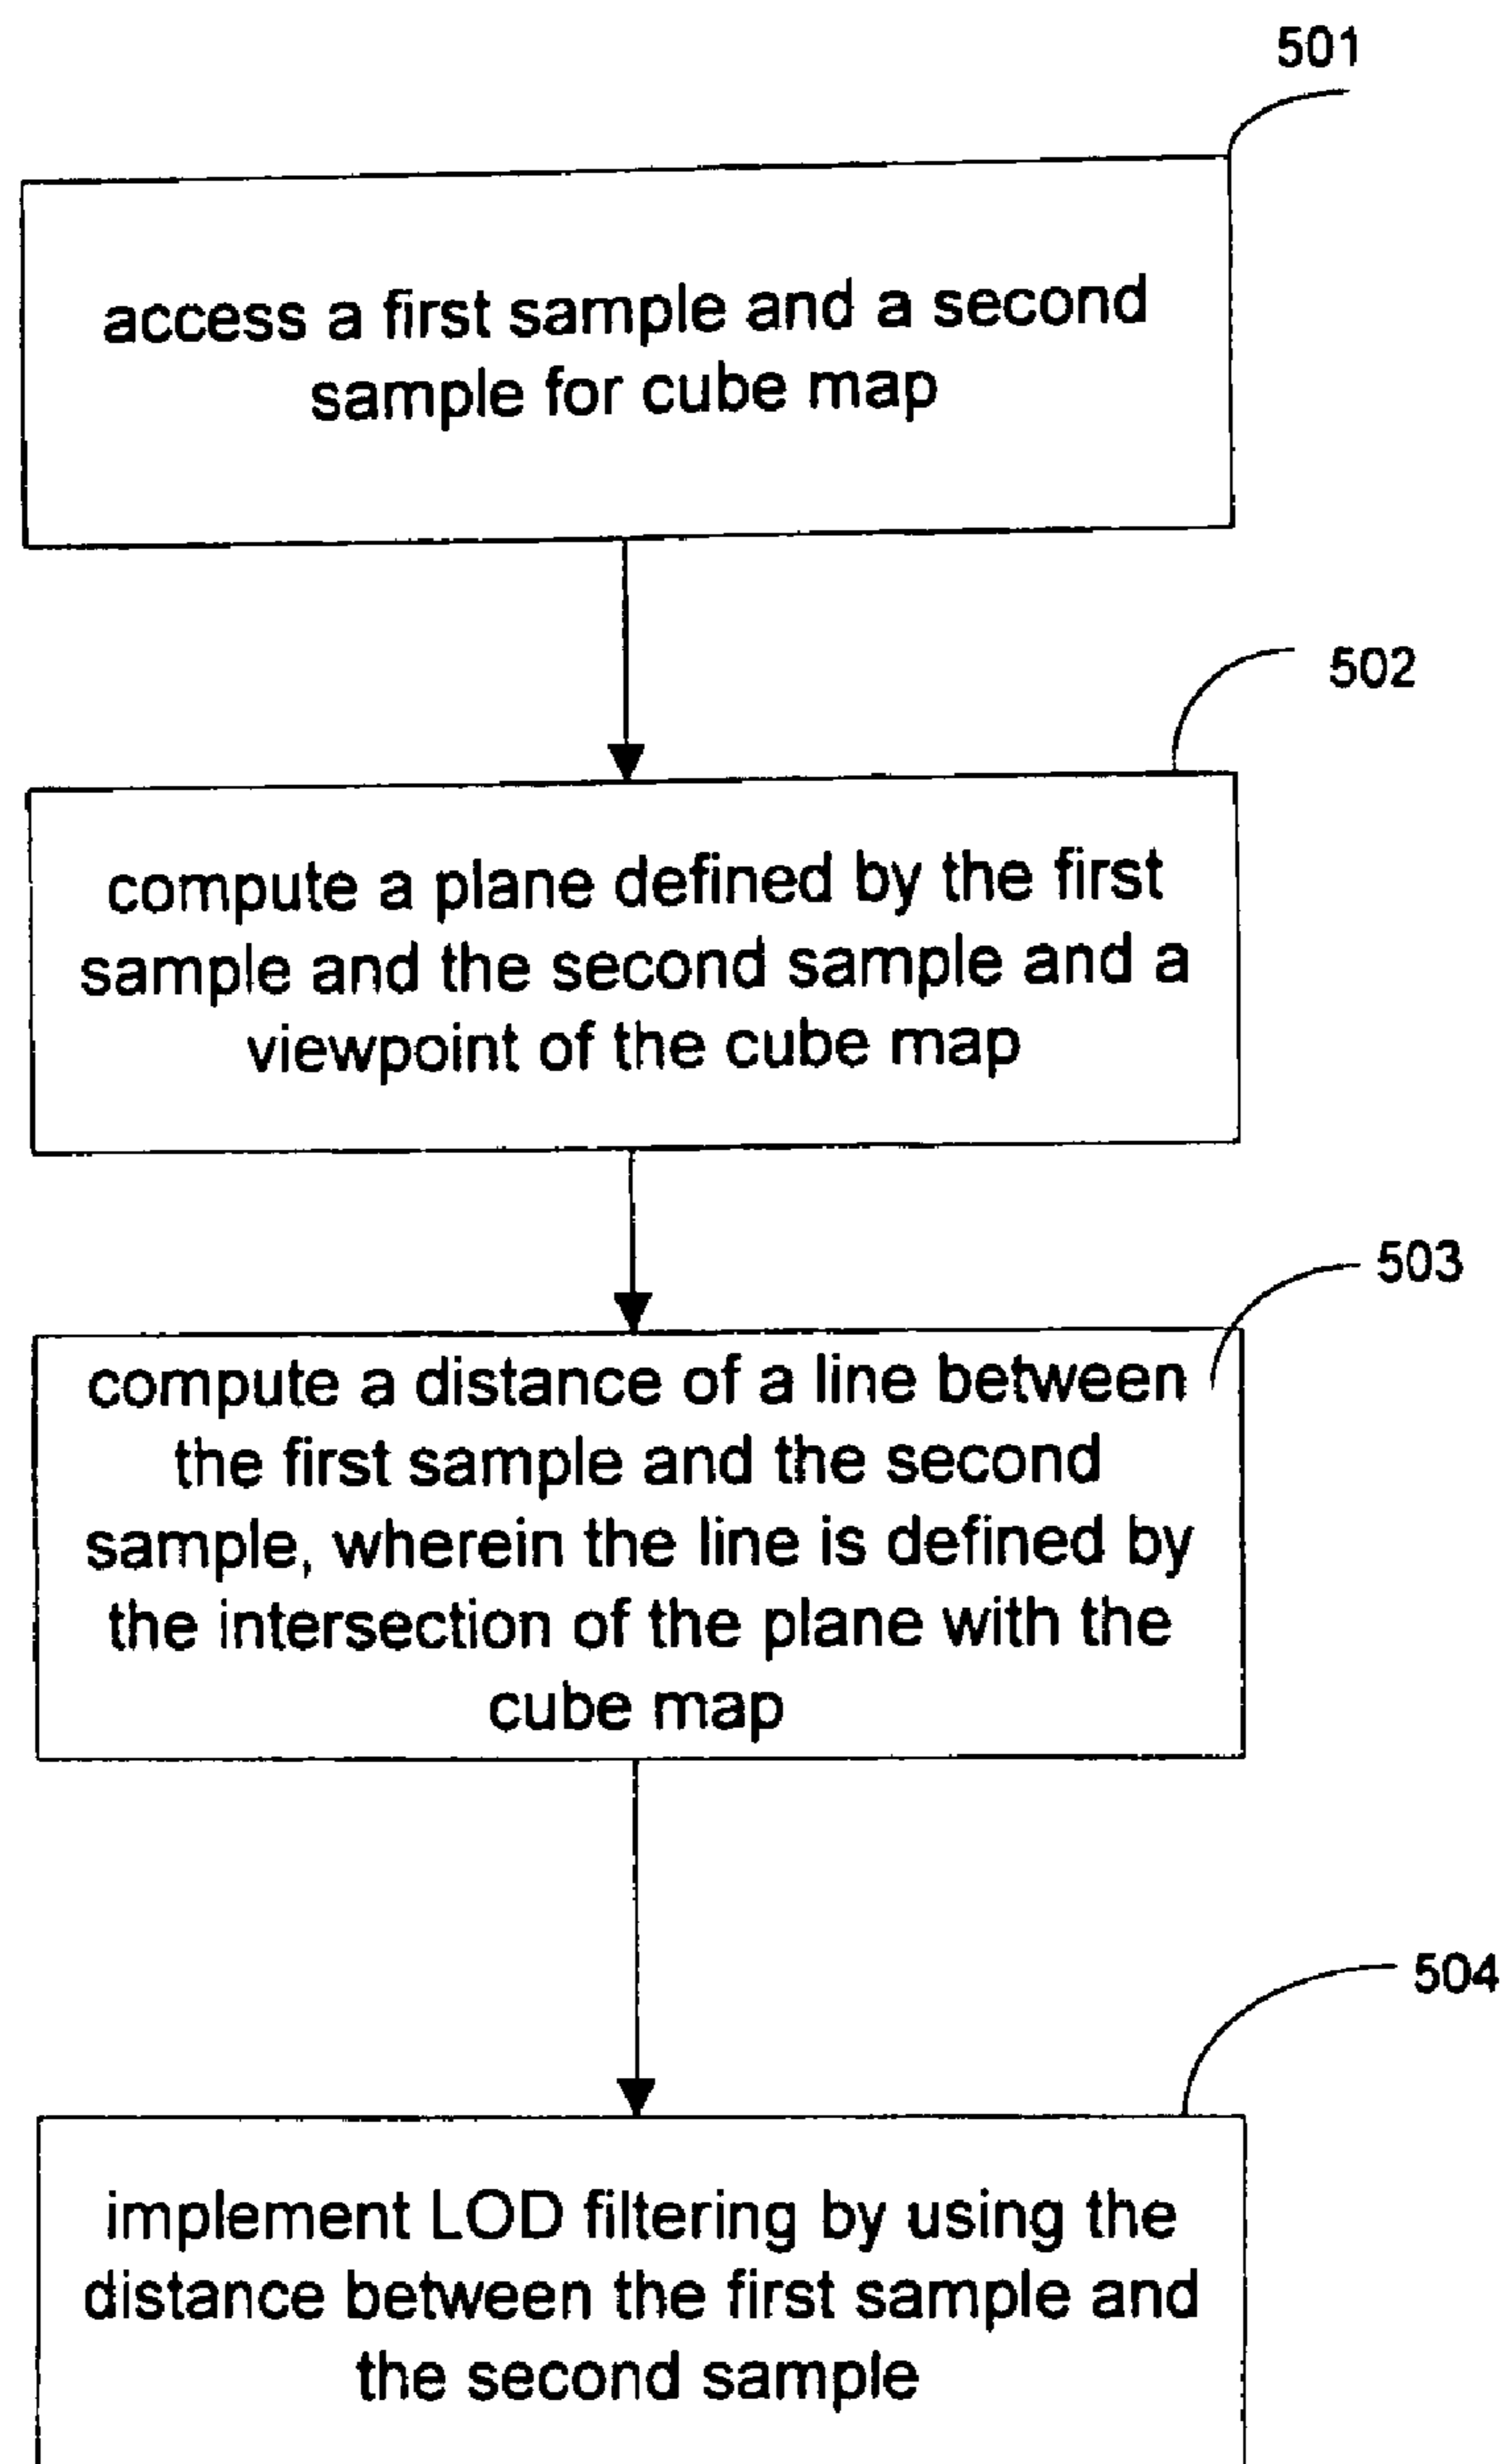 501
access a first sample and a second
sample for cube map
502
compute a plane defined by the first
sample and the second sample and a
viewpoint of the cube map
503
compute a distance of a line between
the first sample and the second
sample, wherein the line is defined by
the intersection of the plane with the
cube map
504
implement LOD filtering by using the
distance between the first sample and
the second sample